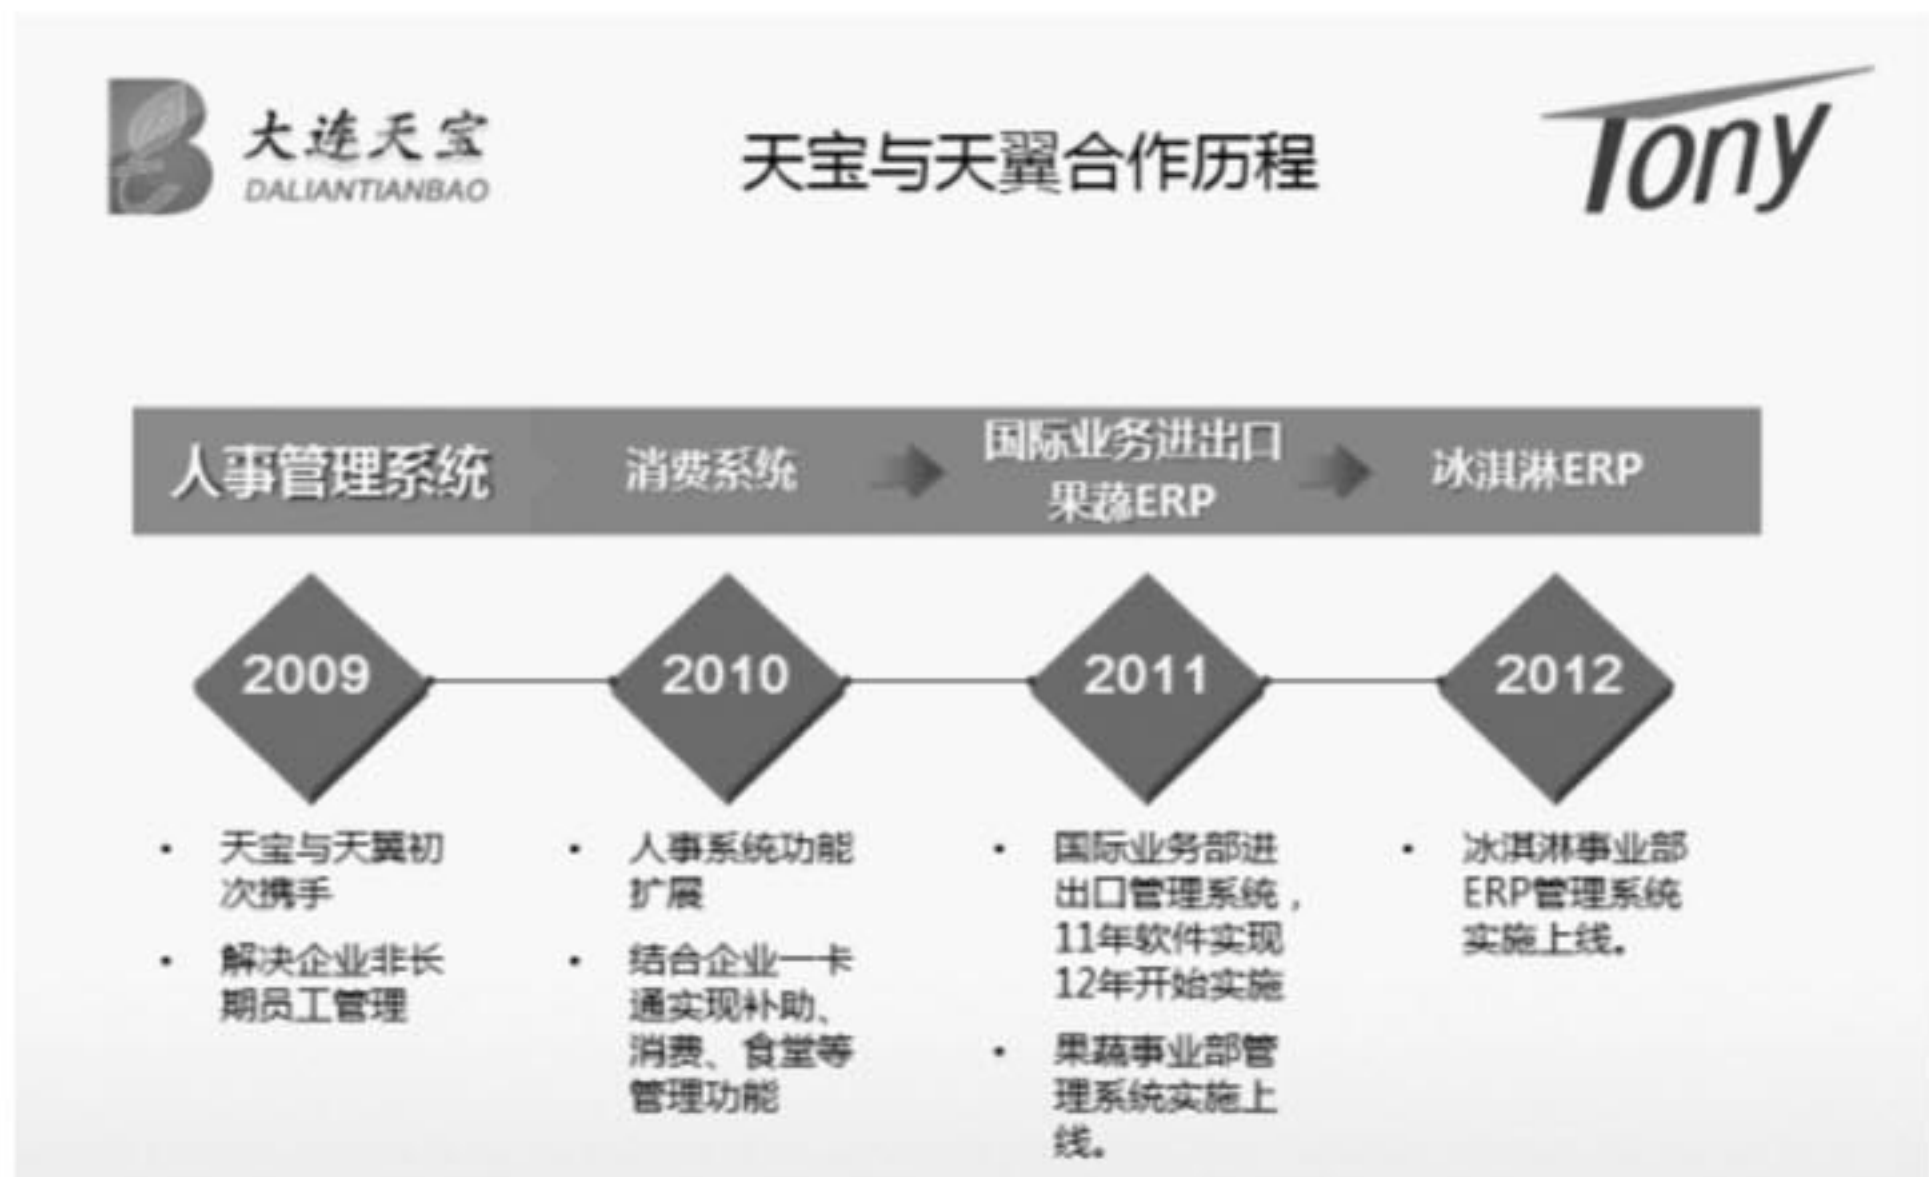 大连天宝
DALIANTIANBAO
天宝与天翼合作历程
Tony
人事管理系统
消费系统
国际业务进出口
果蔬ERP
冰淇淋ERP
2009
2010
2011
2012
• 天宝与天翼初
次携手
• 解决企业非长
期员工管理
• 人事系统功能
扩展
• 结合企业一卡
通实现补助、
消费、食堂等
管理功能
• 国际业务部进
出口管理系统，
11年软件实现
12年开始实施
• 果蔬事业部管
理系统实施上
线。
• 冰淇淋事业部
ERP管理系统
实施上线。